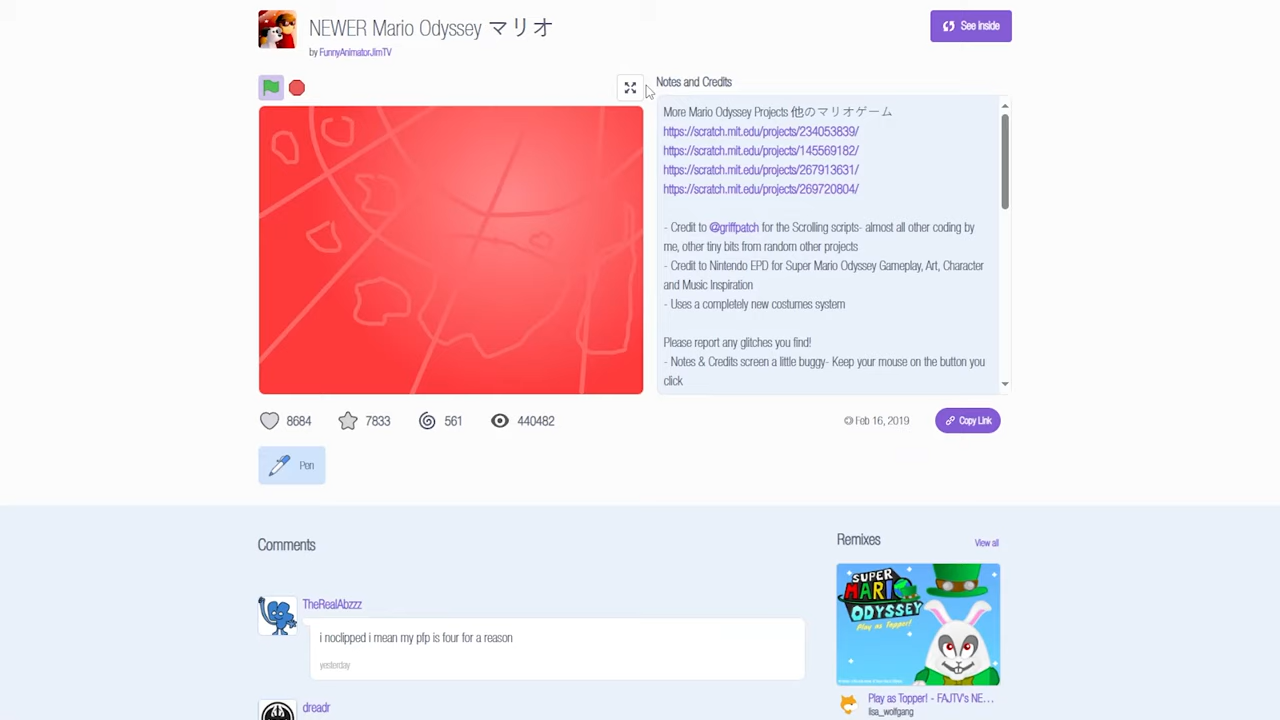 NEWER Mario Odyssey マリオ
by FunnyAnimatorJimTV
See inside
Notes and Credits
More Mario Odyssey Projects 他のマリオゲーム
https://scratch.mit.edu/projects/234053839/
https://scratch.mit.edu/projects/145569182/
https://scratch.mit.edu/projects/267913631/
https://scratch.mit.edu/projects/269720804/
- Credit to @griffpatch for the Scrolling scripts- almost all other coding by
me, other tiny bits from random other projects
- Credit to Nintendo EPD for Super Mario Odyssey Gameplay, Art, Character
and Music Inspiration
- Uses a completely new costumes system
Please report any glitches you find!
- Notes & Credits screen a little buggy- Keep your mouse on the button you
click
8684
7833
561
440482
© Feb 16, 2019
Copy Link
Pen
Comments
TheRealAbzzz
i noclipped i mean my pfp is four for a reason
yesterday
dreadr
Remixes
View all
SUPER
MARIO
ODYSSEY
Play as Topper!
Play as Topper! - FAJTV's NE...
lisa_wolfgang